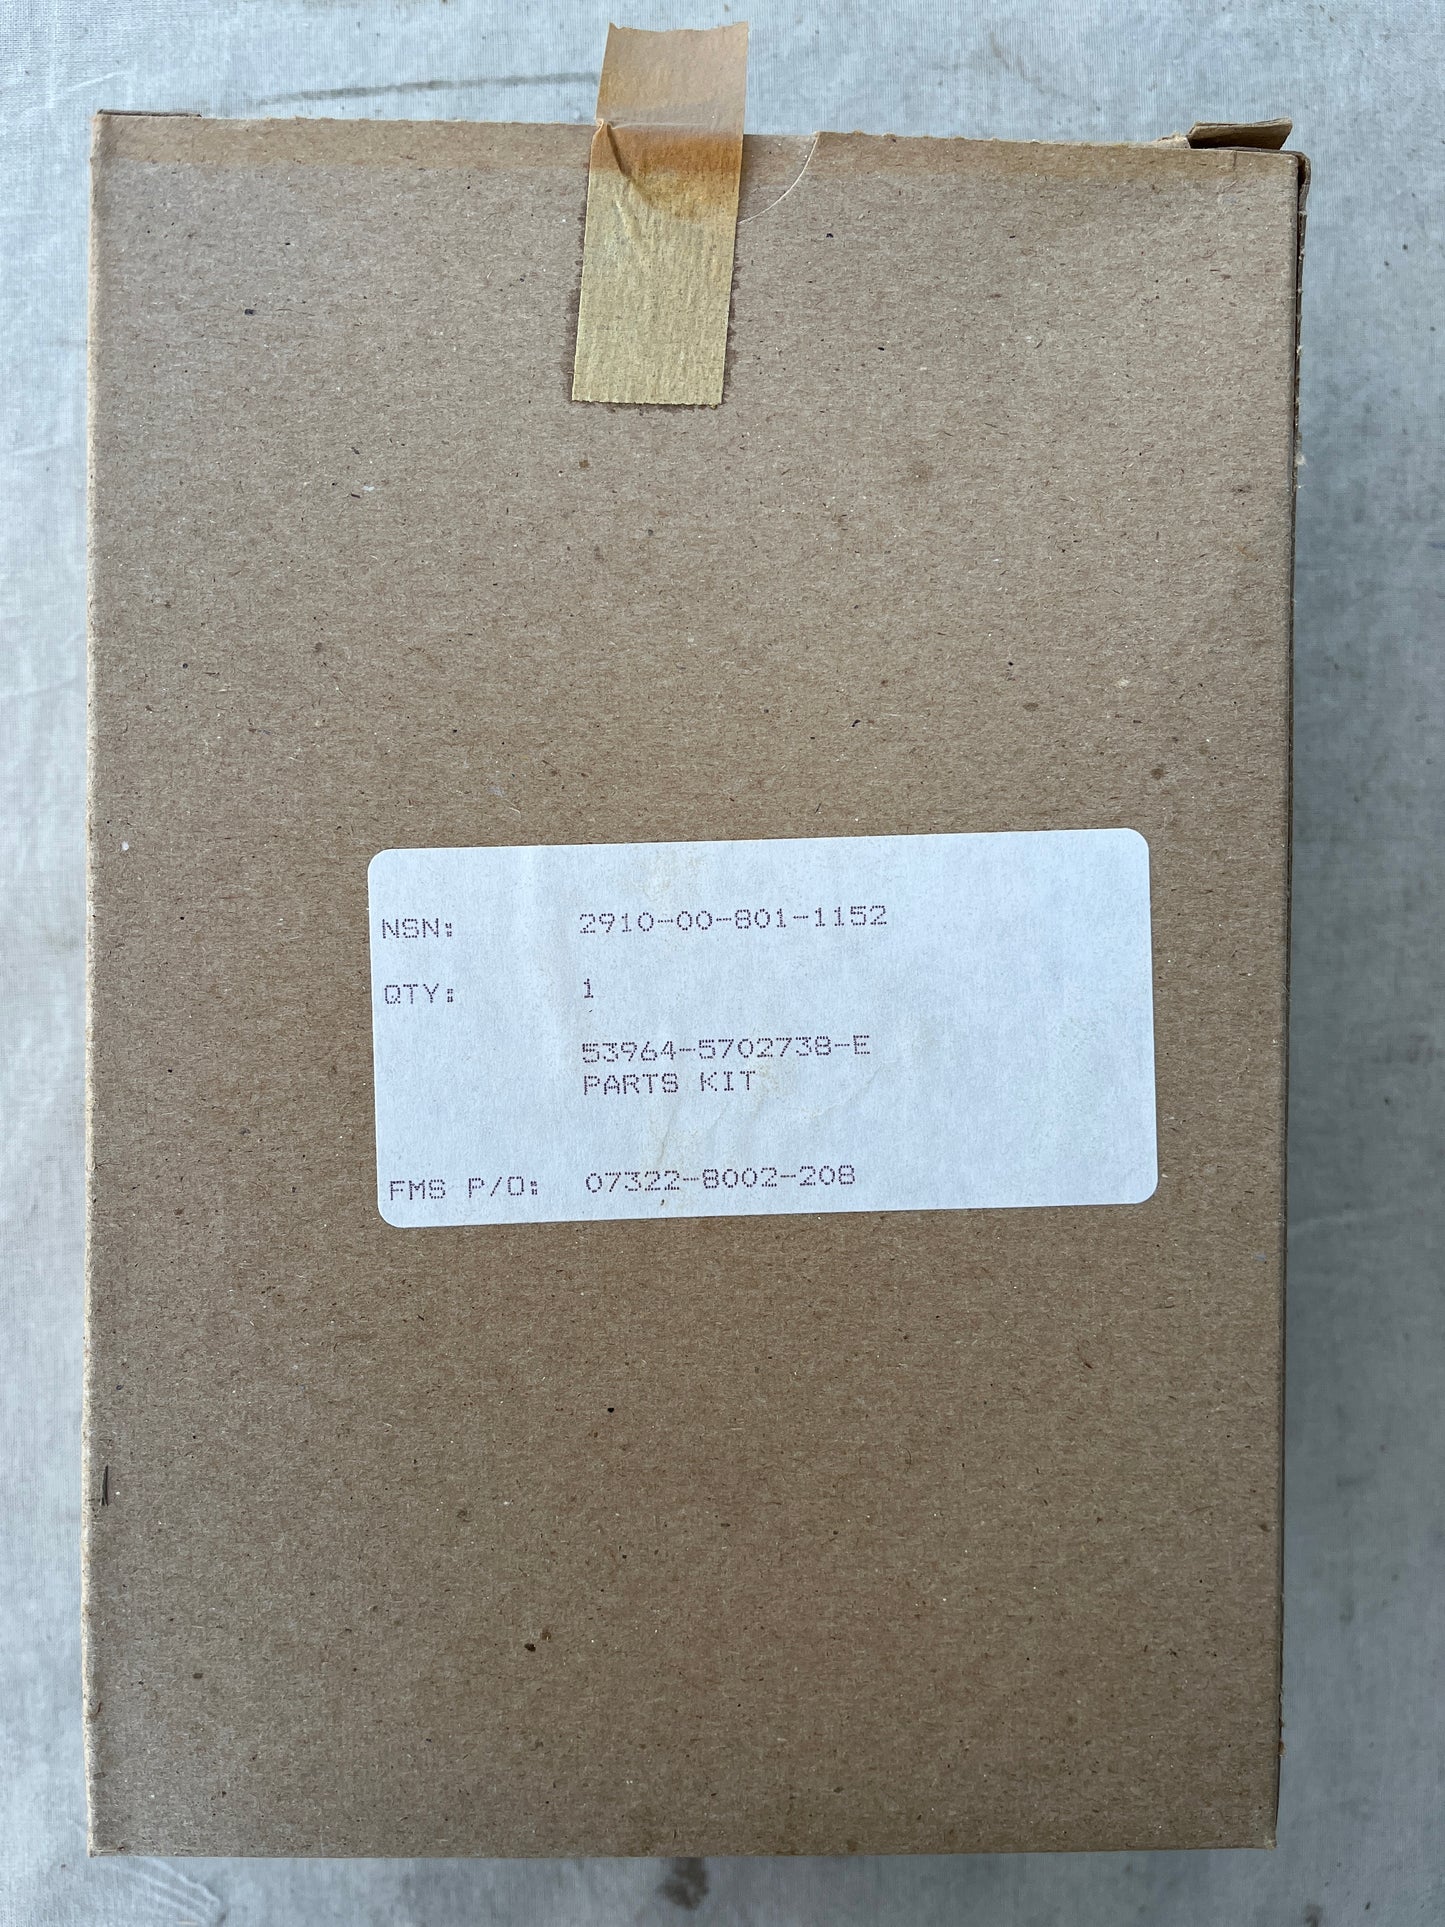 NSN: 2910-00-801-1152
QTY: 1
53964-5702738-E
PARTS KIT
FMS P/O: 07322-8002-208